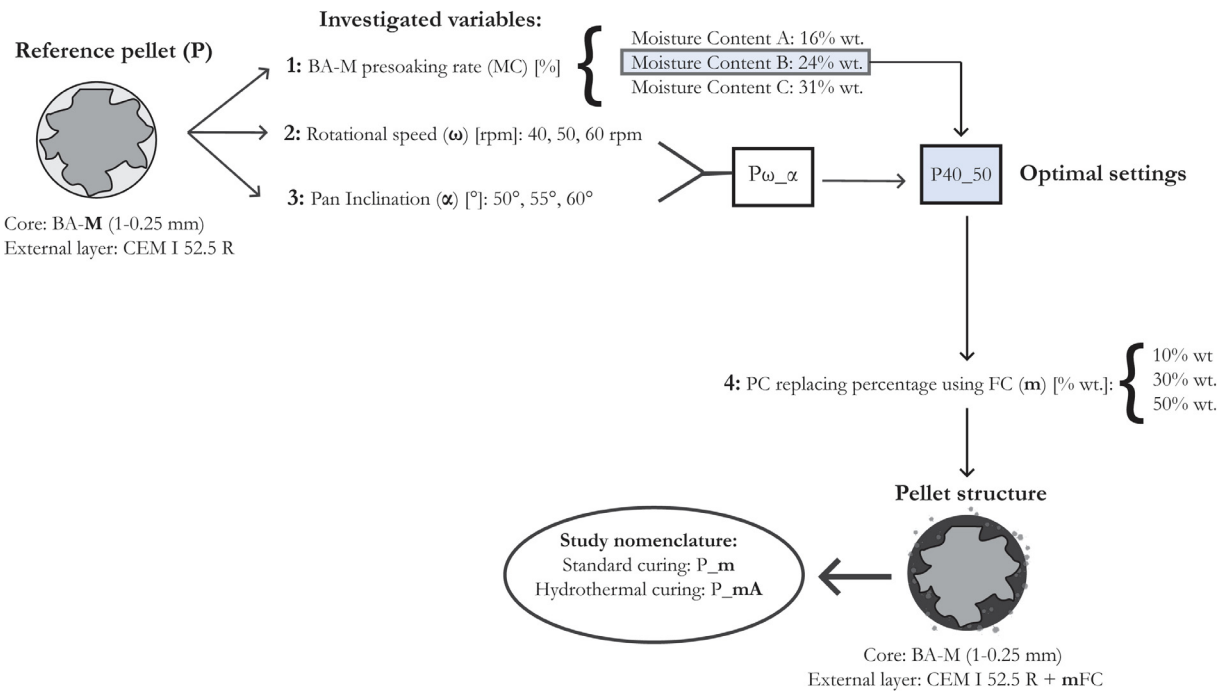 Investigated variables:
Reference pellet (P)
Core: BA-M (1-0.25 mm)
External layer: CEM I 52.5 R
1: BA-M presoaking rate (MC) [%]
{
Moisture Content A: 16% wt.
Moisture Content B: 24% wt.
Moisture Content C: 31% wt.
2: Rotational speed (ω) [rpm]: 40, 50, 60 rpm
3: Pan Inclination (α) [°]: 50°, 55°, 60°
Pω_α
P40_50
Optimal settings
4: PC replacing percentage using FC (m) [% wt.]:
{
10% wt
30% wt.
50% wt.
Pellet structure
Core: BA-M (1-0.25 mm)
External layer: CEM I 52.5 R + mFC
Study nomenclature:
Standard curing: P_m
Hydrothermal curing: P_mA